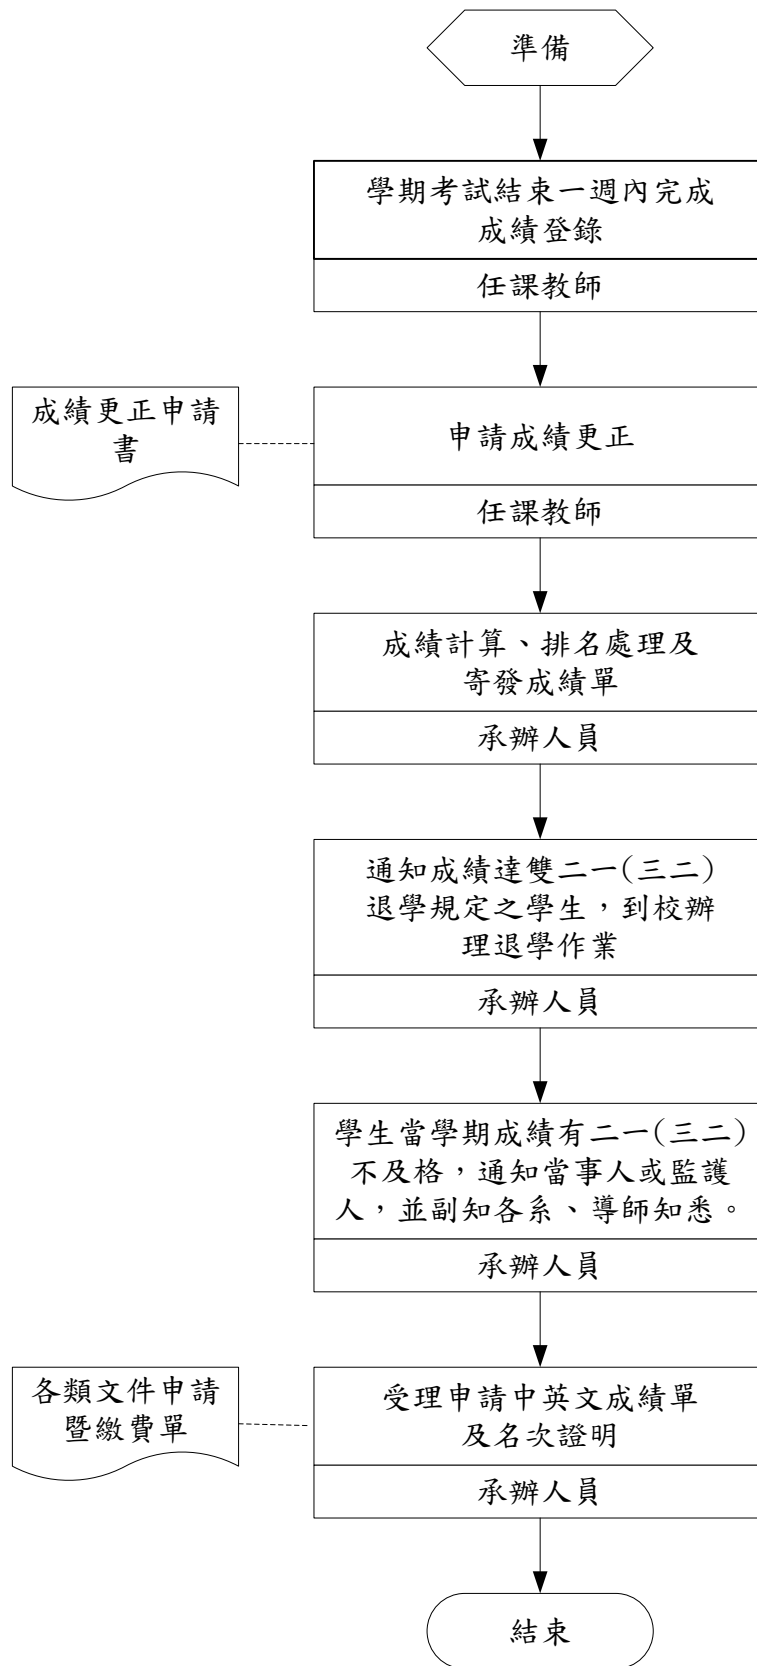 準備
學期考試結束一週內完成
成績登錄
任課教師
成績更正申請
書
申請成績更正
任課教師
成績計算、排名處理及
寄發成績單
承辦人員
通知成績達雙二一(三二)
退學規定之學生，到校辦
理退學作業
承辦人員
學生當學期成績有二一(三二)
不及格，通知當事人或監護
人，並副知各系、導師知悉。
承辦人員
各類文件申請
暨繳費單
受理申請中英文成績單
及名次證明
承辦人員
結束